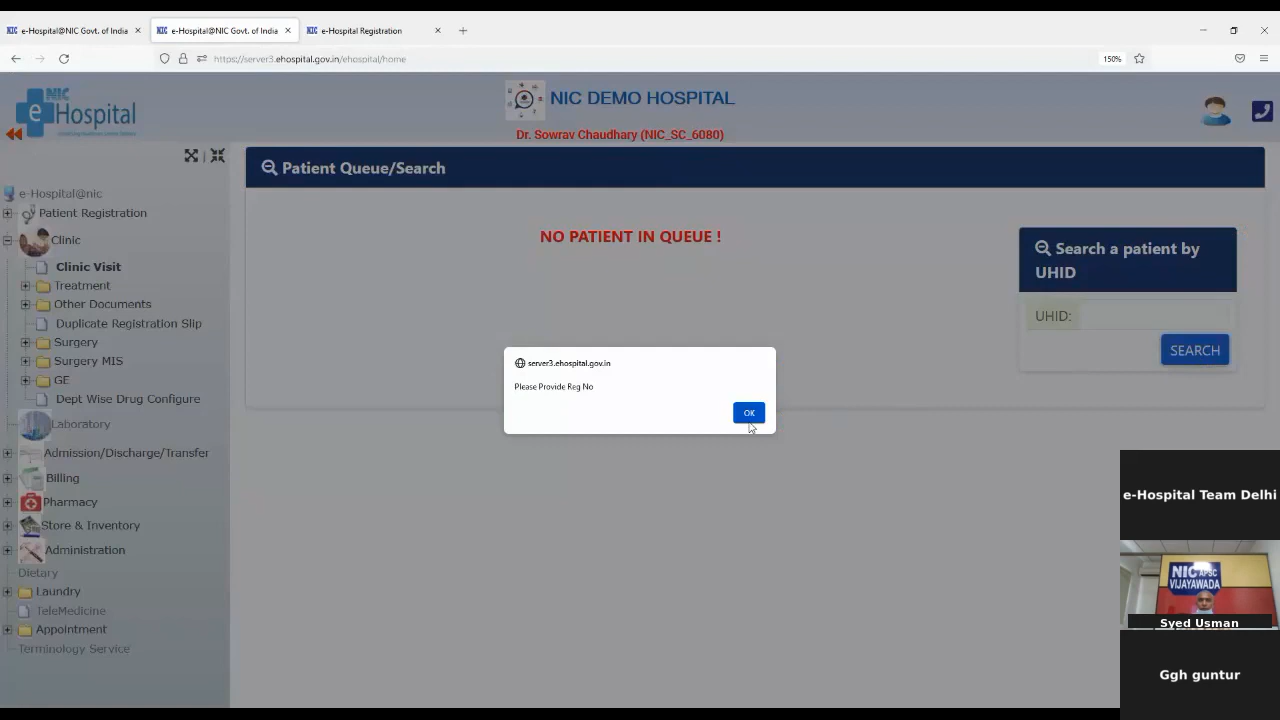 e-Hospital@NIC Govt. of India
e-Hospital@NIC Govt. of India
e-Hospital Registration
https://server3.ehospital.gov.in/ehospital/home
150%
NIC
e Hospital
NIC DEMO HOSPITAL
Dr. Sowrav Chaudhary (NIC_SC_6080)
e-Hospital@nic
Patient Registration
Clinic
Clinic Visit
Treatment
Other Documents
Duplicate Registration Slip
Surgery
Surgery MIS
GE
Dept Wise Drug Configure
Laboratory
Admission/Discharge/Transfer
Billing
Pharmacy
Store & Inventory
Administration
Dietary
Laundry
TeleMedicine
Appointment
Terminology Service
Patient Queue/Search
NO PATIENT IN QUEUE !
Search a patient by
UHID
UHID:
SEARCH
server3.ehospital.gov.in
Please Provide Reg No
OK
e-Hospital Team Delhi
NIC APSC
VIJAYAWADA
Syed Usman
Ggh guntur